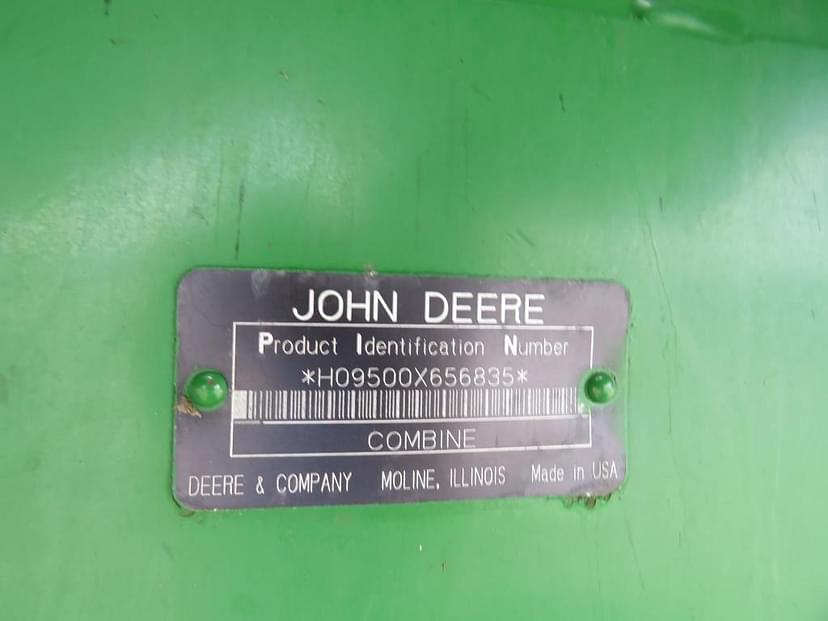 JOHN DEERE
Product Identification Number
*H09500X656835*
COMBINE
DEERE & COMPANY MOLINE, ILLINOIS Made in USA